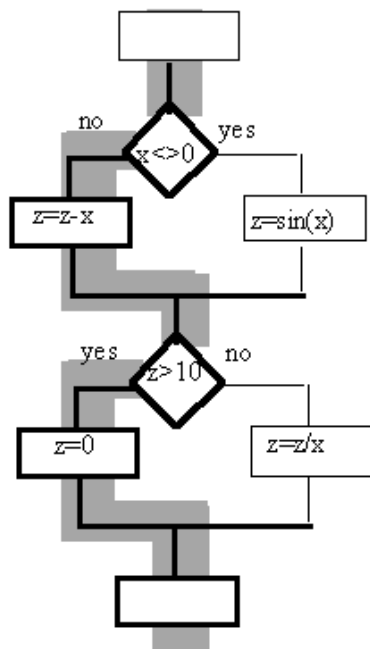 no
yes
x<>0
z=z-x
z=sin(x)
yes
no
z>10
z=0
z=z/x